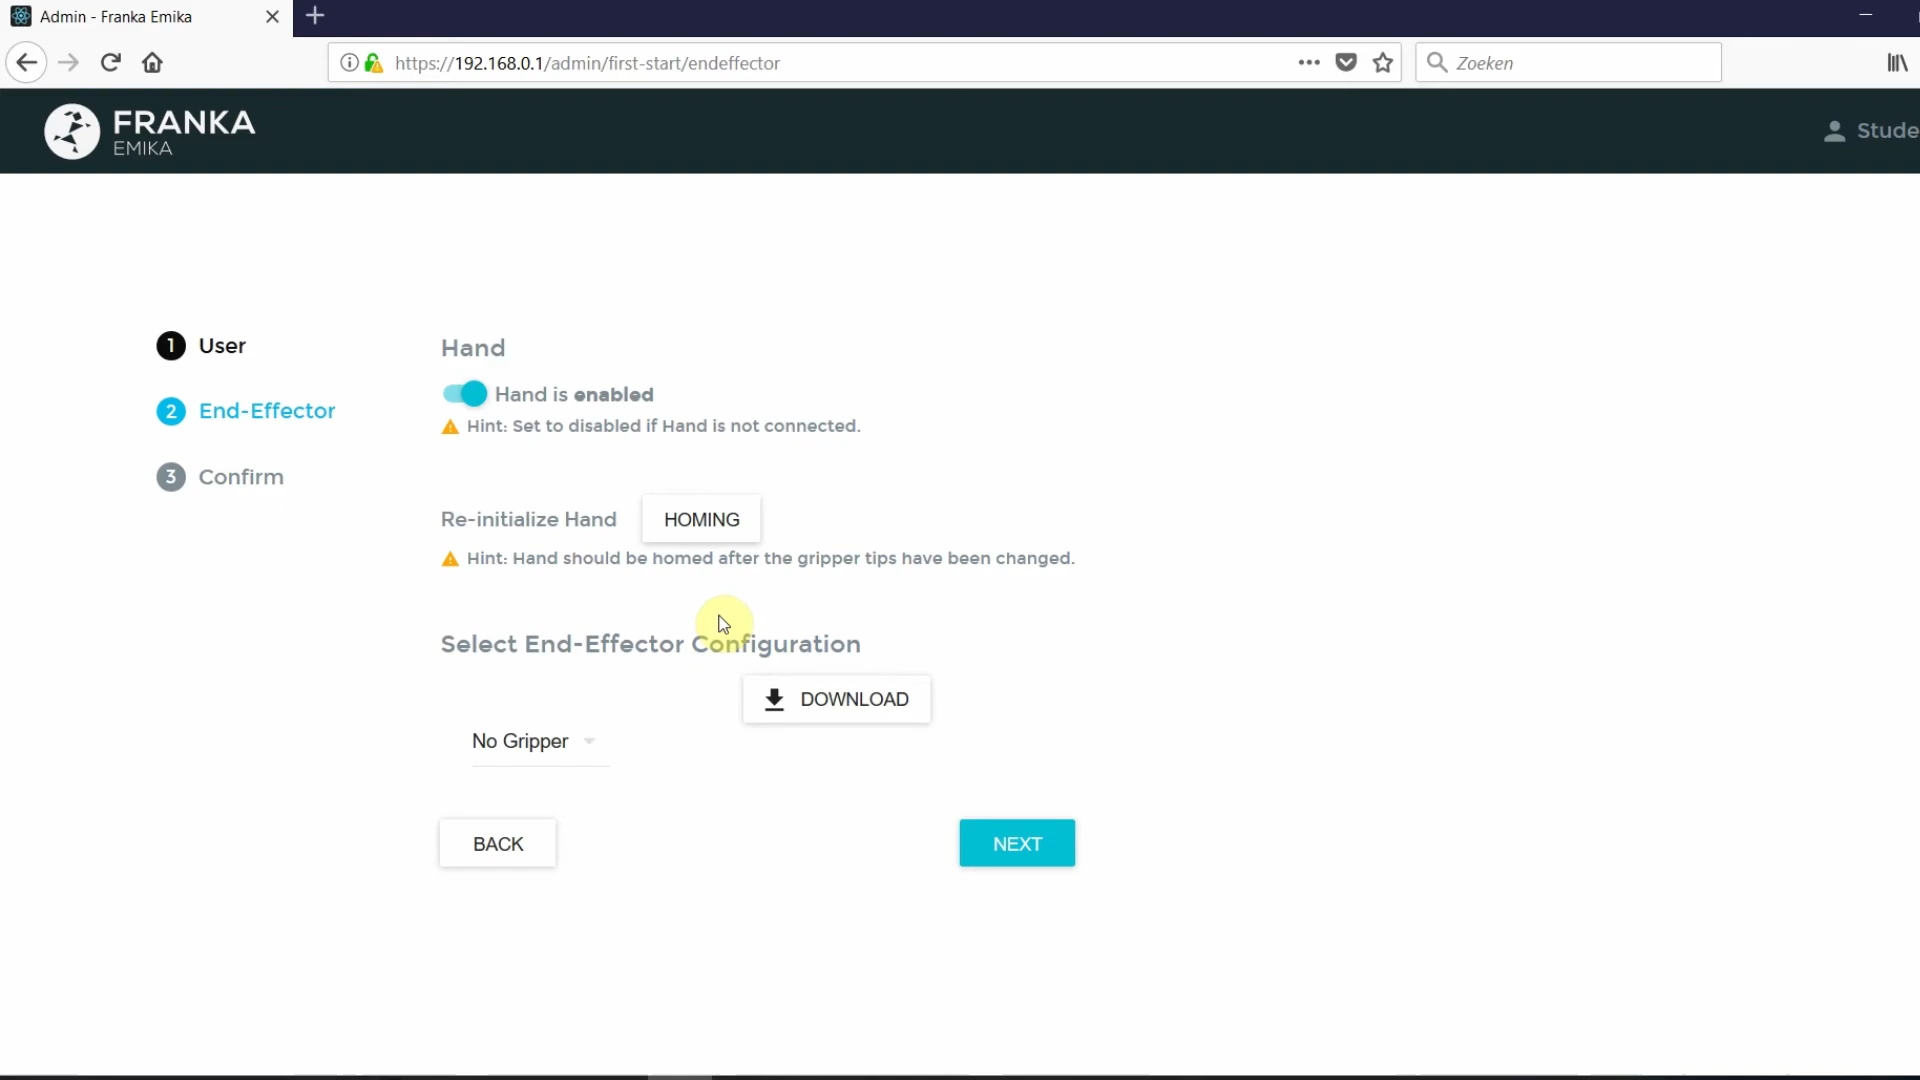 Admin - Franka Emika
https://192.168.0.1/admin/first-start/endeffector
Zoeken
FRANKA
EMIKA
Stude
1 User
2 End-Effector
3 Confirm
Hand
Hand is enabled
Hint: Set to disabled if Hand is not connected.
Re-initialize Hand HOMING
Hint: Hand should be homed after the gripper tips have been changed.
Select End-Effector Configuration
DOWNLOAD
No Gripper
BACK
NEXT